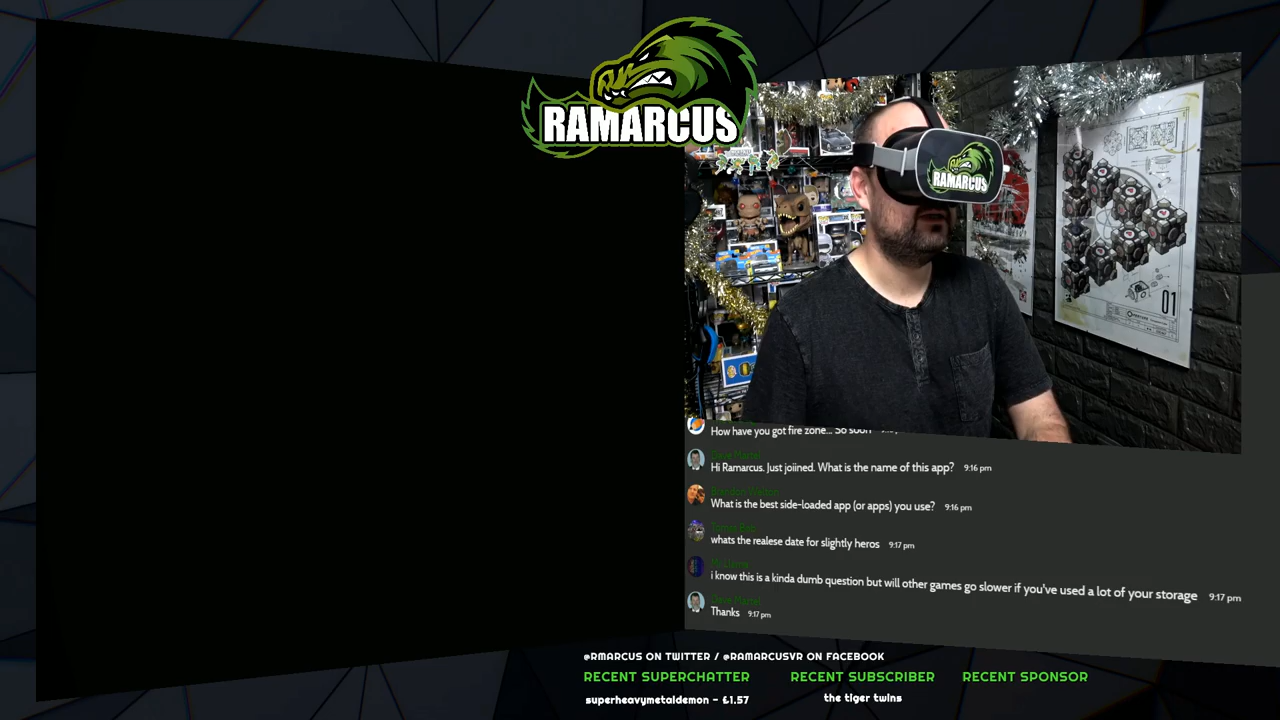 RAMARCUS
RAMARCUS
01
How have you got fire zone... So soon
Dave Martel
Hi Ramarcus. Just joiined. What is the name of this app? 9:16 pm
What is the best side-loaded app (or apps) you use? 9:16 pm
whats the realese date for slightly heros 9:17 pm
i know this is a kinda dumb question but will other games go slower if you've used a lot of your storage 9:17 pm
Dave Martel
Thanks 9:17 pm
@RMARCUS ON TWITTER / @RAMARCUSVR ON FACEBOOK
RECENT SUPERCHATTER RECENT SUBSCRIBER RECENT SPONSOR
superheavymetaldemon - £1.57 the tiger twins